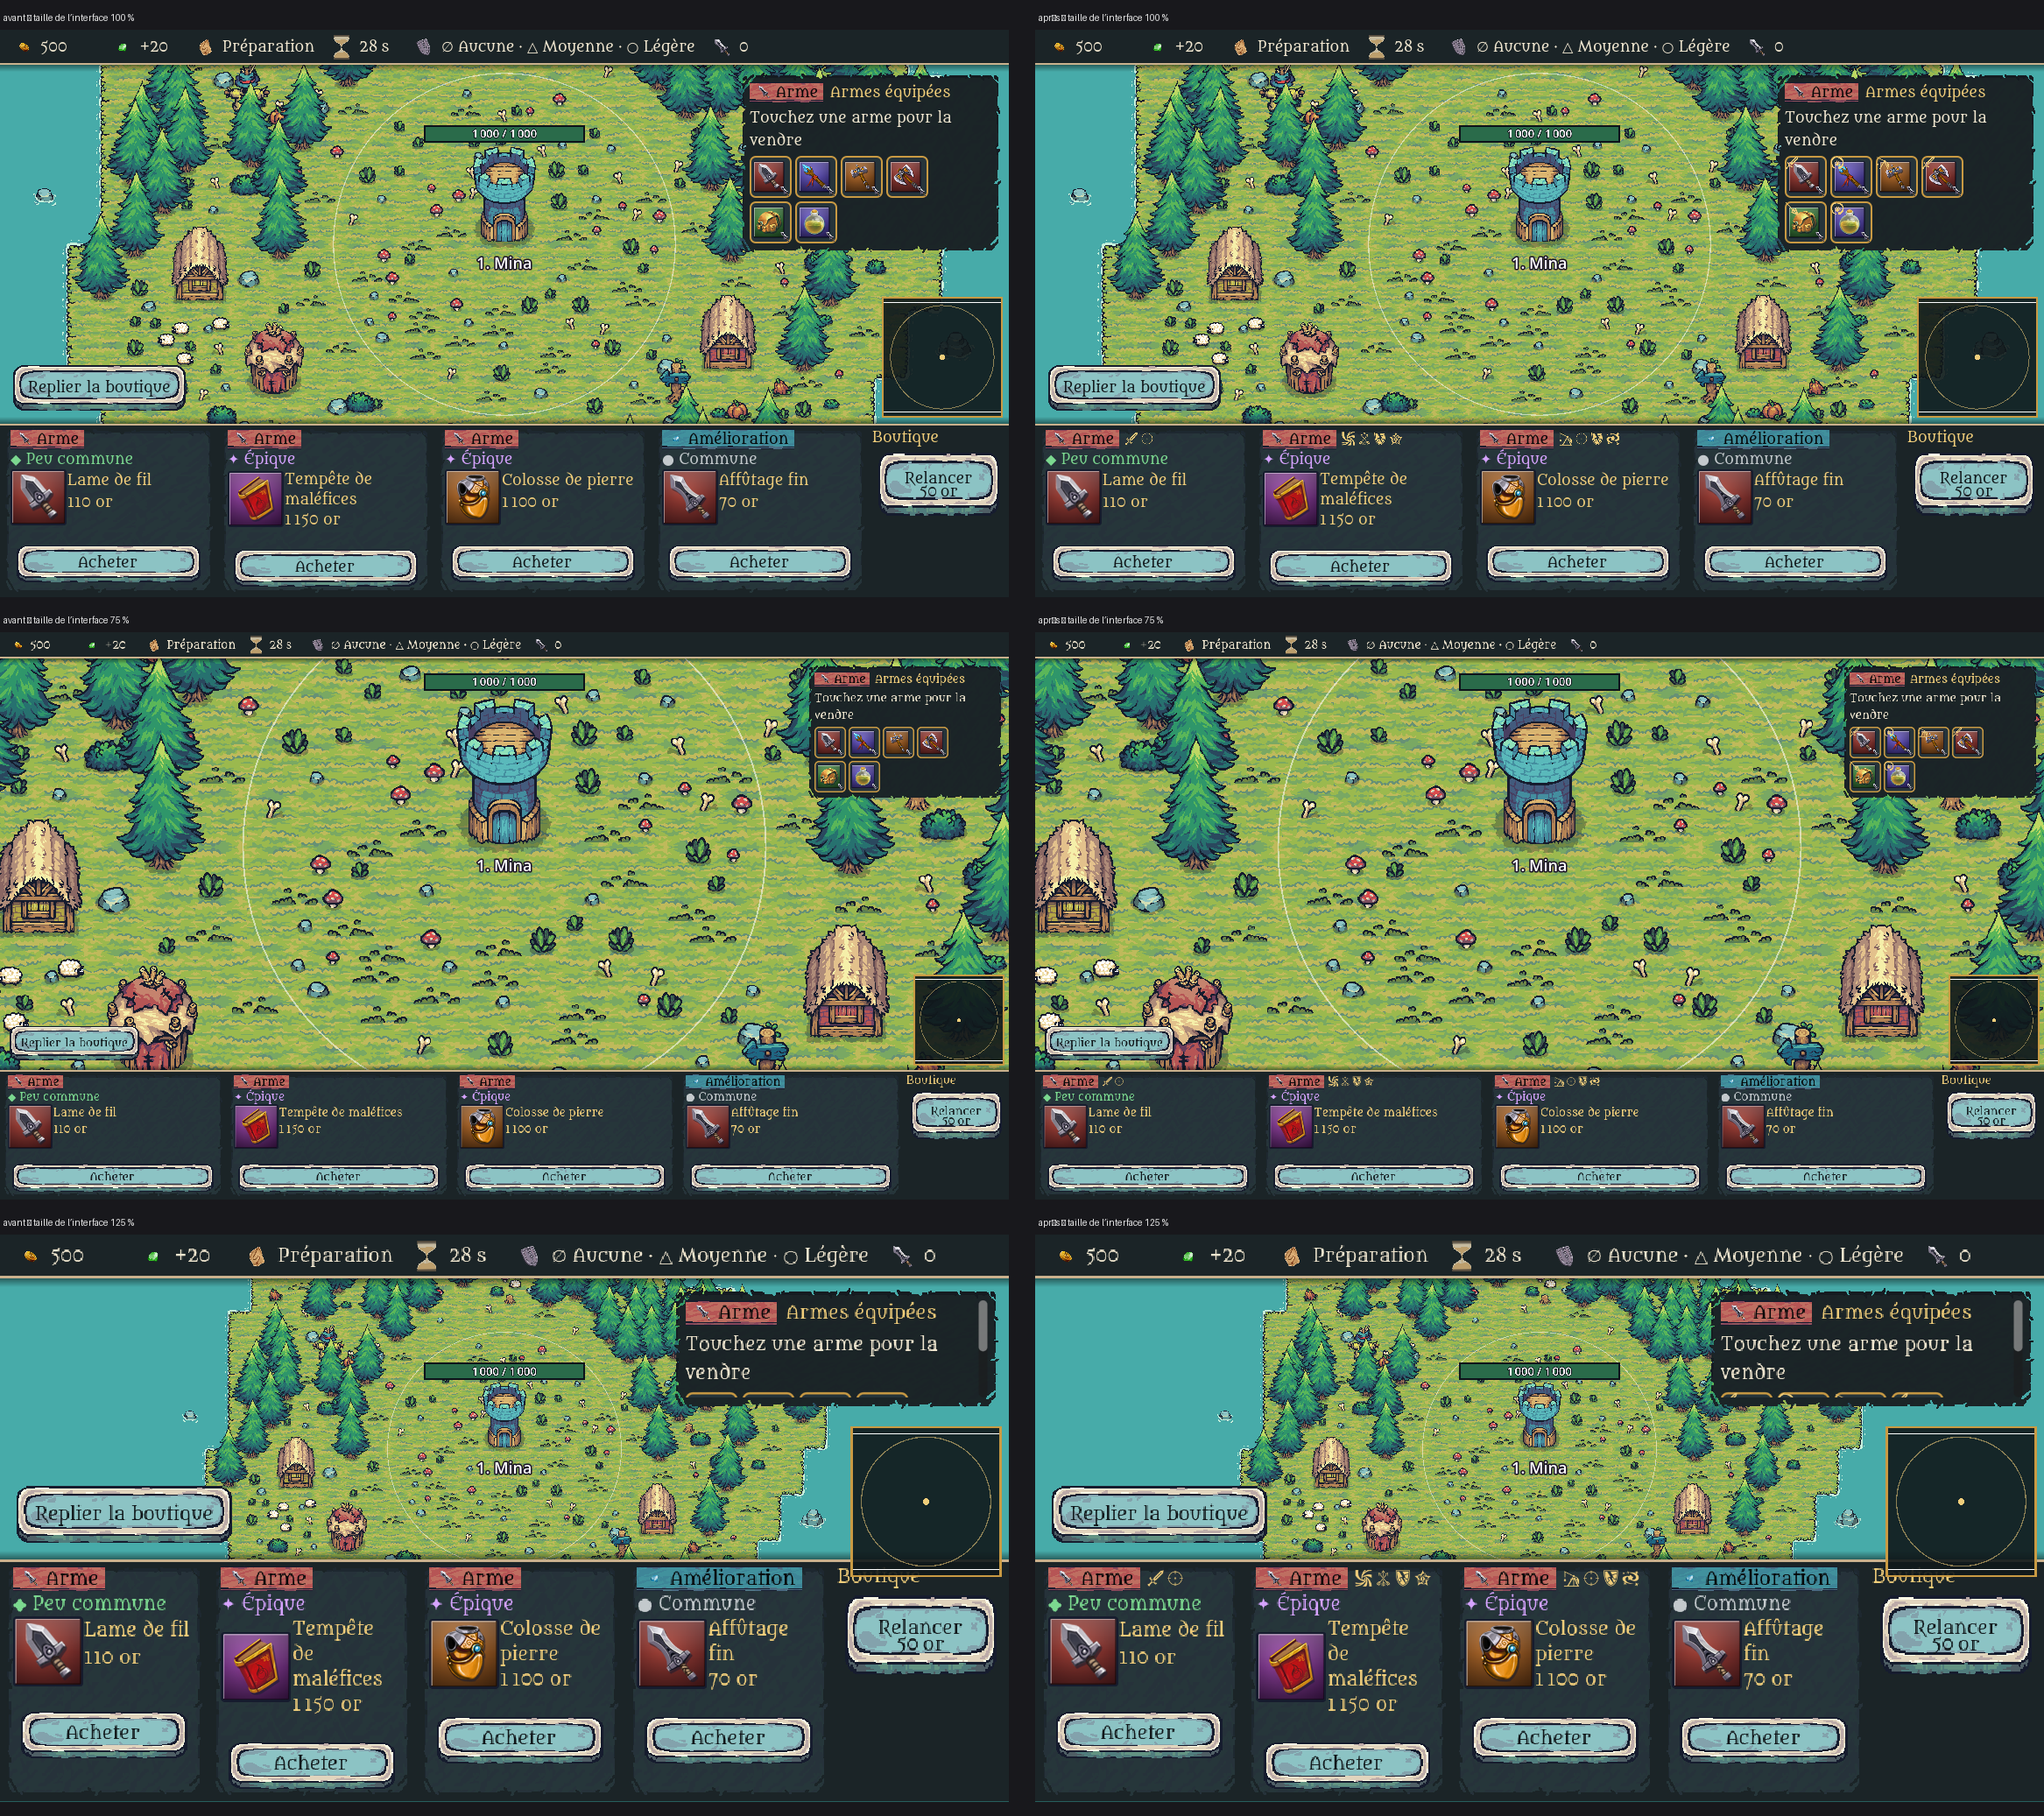 avant taille de l'interface 100 %
500 +20 Préparation 28 s ∅ Aucune · △ Moyenne · ○ Légère 0
Arme Armes équipées
Touchez une arme pour la
vendre
1000 / 1000
1. Mina
Replier la boutique
Arme Arme Arme Amélioration Boutique
◆ Peu commune ✦ Épique ✦ Épique ● Commune
Lame de fil Tempête de maléfices Colosse de pierre Affûtage fin Relancer
110 or 1150 or 1100 or 70 or 50 or
Acheter Acheter Acheter Acheter
après taille de l'interface 100 %
500 +20 Préparation 28 s ∅ Aucune · △ Moyenne · ○ Légère 0
Arme Armes équipées
Touchez une arme pour la
vendre
1000 / 1000
1. Mina
Replier la boutique
Arme Arme Arme Amélioration Boutique
◆ Peu commune ✦ Épique ✦ Épique ● Commune
Lame de fil Tempête de maléfices Colosse de pierre Affûtage fin Relancer
110 or 1150 or 1100 or 70 or 50 or
Acheter Acheter Acheter Acheter
avant taille de l'interface 75 %
500 +20 Préparation 28 s ∅ Aucune · △ Moyenne · ○ Légère 0
1000 / 1000
Arme Armes équipées
Touchez une arme pour la
vendre
1. Mina
Replier la boutique
Arme Arme Arme Amélioration Boutique
◆ Peu commune ✦ Épique ✦ Épique ● Commune
Lame de fil Tempête de maléfices Colosse de pierre Affûtage fin Relancer
110 or 1150 or 1100 or 70 or 50 or
Acheter Acheter Acheter Acheter
après taille de l'interface 75 %
500 +20 Préparation 28 s ∅ Aucune · △ Moyenne · ○ Légère 0
1000 / 1000
Arme Armes équipées
Touchez une arme pour la
vendre
1. Mina
Replier la boutique
Arme Arme Arme Amélioration Boutique
◆ Peu commune ✦ Épique ✦ Épique ● Commune
Lame de fil Tempête de maléfices Colosse de pierre Affûtage fin Relancer
110 or 1150 or 1100 or 70 or 50 or
Acheter Acheter Acheter Acheter
avant taille de l'interface 125 %
500 +20 Préparation 28 s ∅ Aucune · △ Moyenne · ○ Légère 0
Arme Armes équipées
Touchez une arme pour la
vendre
1000 / 1000
1. Mina
Replier la boutique
Arme Arme Arme Amélioration Boutique
◆ Peu commune ✦ Épique ✦ Épique ● Commune
Lame de fil Tempête de maléfices Colosse de pierre Affûtage fin Relancer
110 or 1150 or 1100 or 70 or 50 or
Acheter Acheter Acheter Acheter
après taille de l'interface 125 %
500 +20 Préparation 28 s ∅ Aucune · △ Moyenne · ○ Légère 0
Arme Armes équipées
Touchez une arme pour la
vendre
1000 / 1000
1. Mina
Replier la boutique
Arme Arme Arme Amélioration Boutique
◆ Peu commune ✦ Épique ✦ Épique ● Commune
Lame de fil Tempête de maléfices Colosse de pierre Affûtage fin Relancer
110 or 1150 or 1100 or 70 or 50 or
Acheter Acheter Acheter Acheter